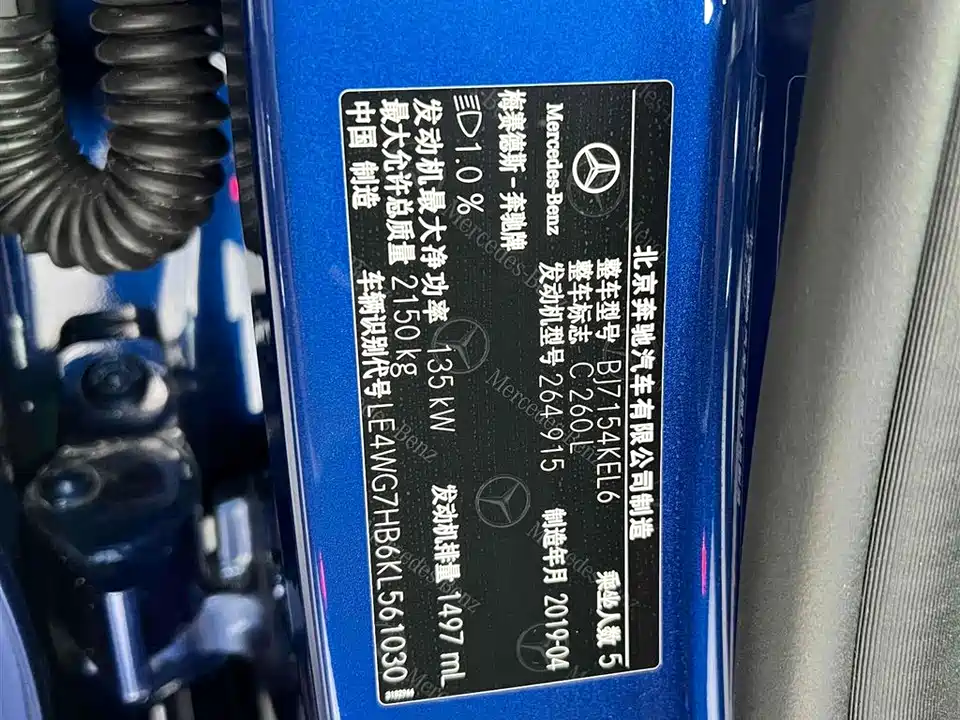 北京奔驰汽车有限公司制造
整车型号 BJ7154KEL6 乘坐人数 5
整车标志 C 260 L
Mercedes-Benz 发动机型号 264 915 制造年月 2019-04
梅赛德斯-奔驰牌
1.0 %
发动机最大净功率 135 kW 发动机排量 1497 mL
最大允许总质量 2150 kg
中国 制造 车辆识别代号 LE4WG7HB6KL561030